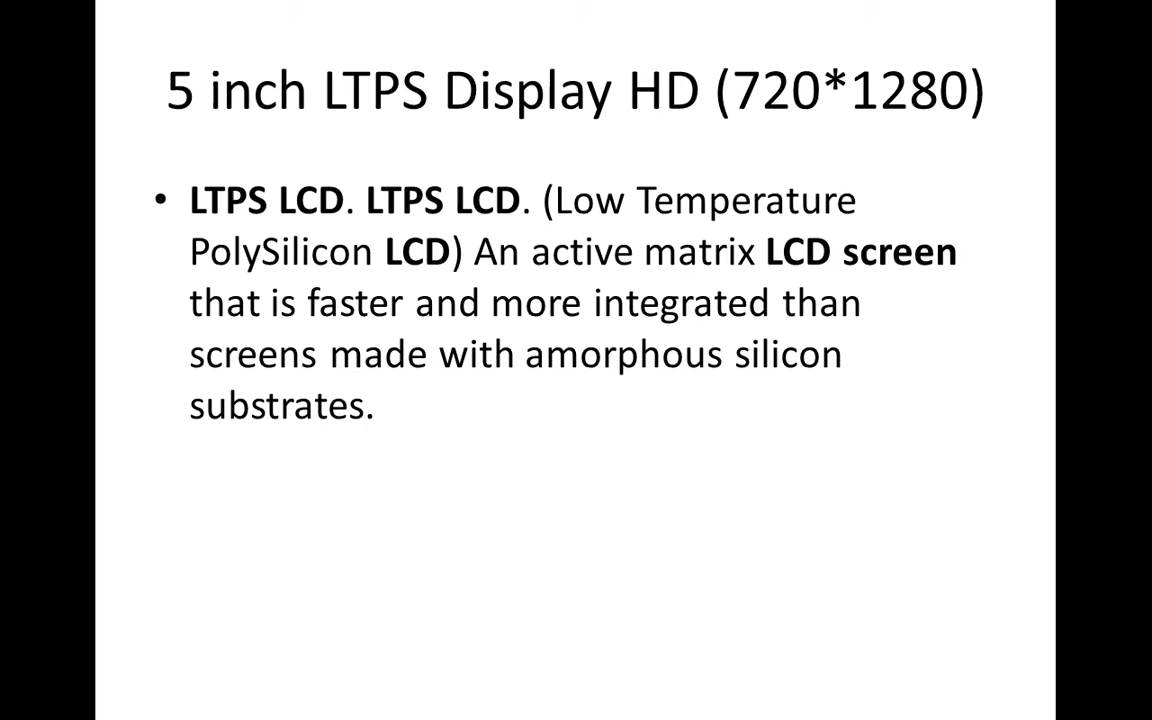 5 inch LTPS Display HD (720*1280)
• LTPS LCD. LTPS LCD. (Low Temperature
PolySilicon LCD) An active matrix LCD screen
that is faster and more integrated than
screens made with amorphous silicon
substrates.